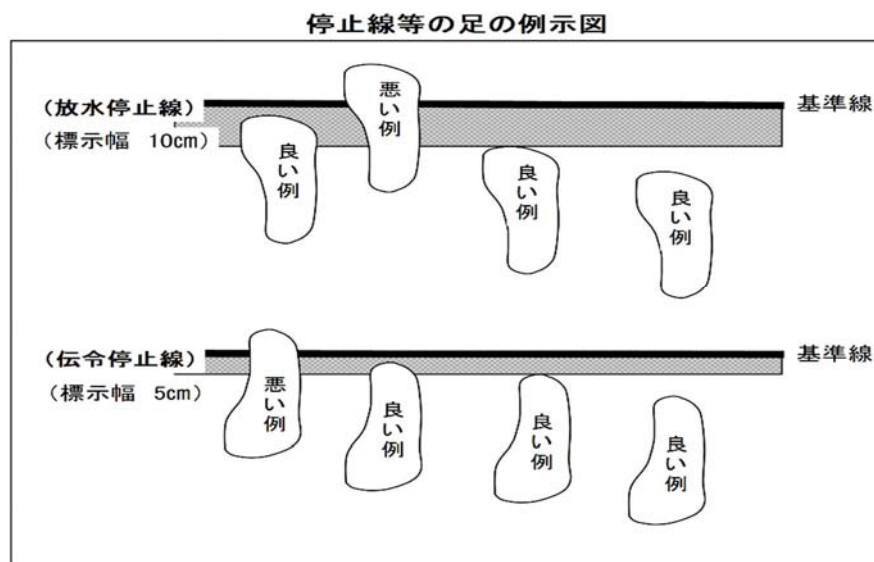 停止線等の足の例示図
悪い例
(放水停止線)
基準線
(標示幅 10cm)
良い例
良い例
良い例
(伝令停止線)
基準線
(標示幅 5cm)
悪い例
良い例
良い例
良い例